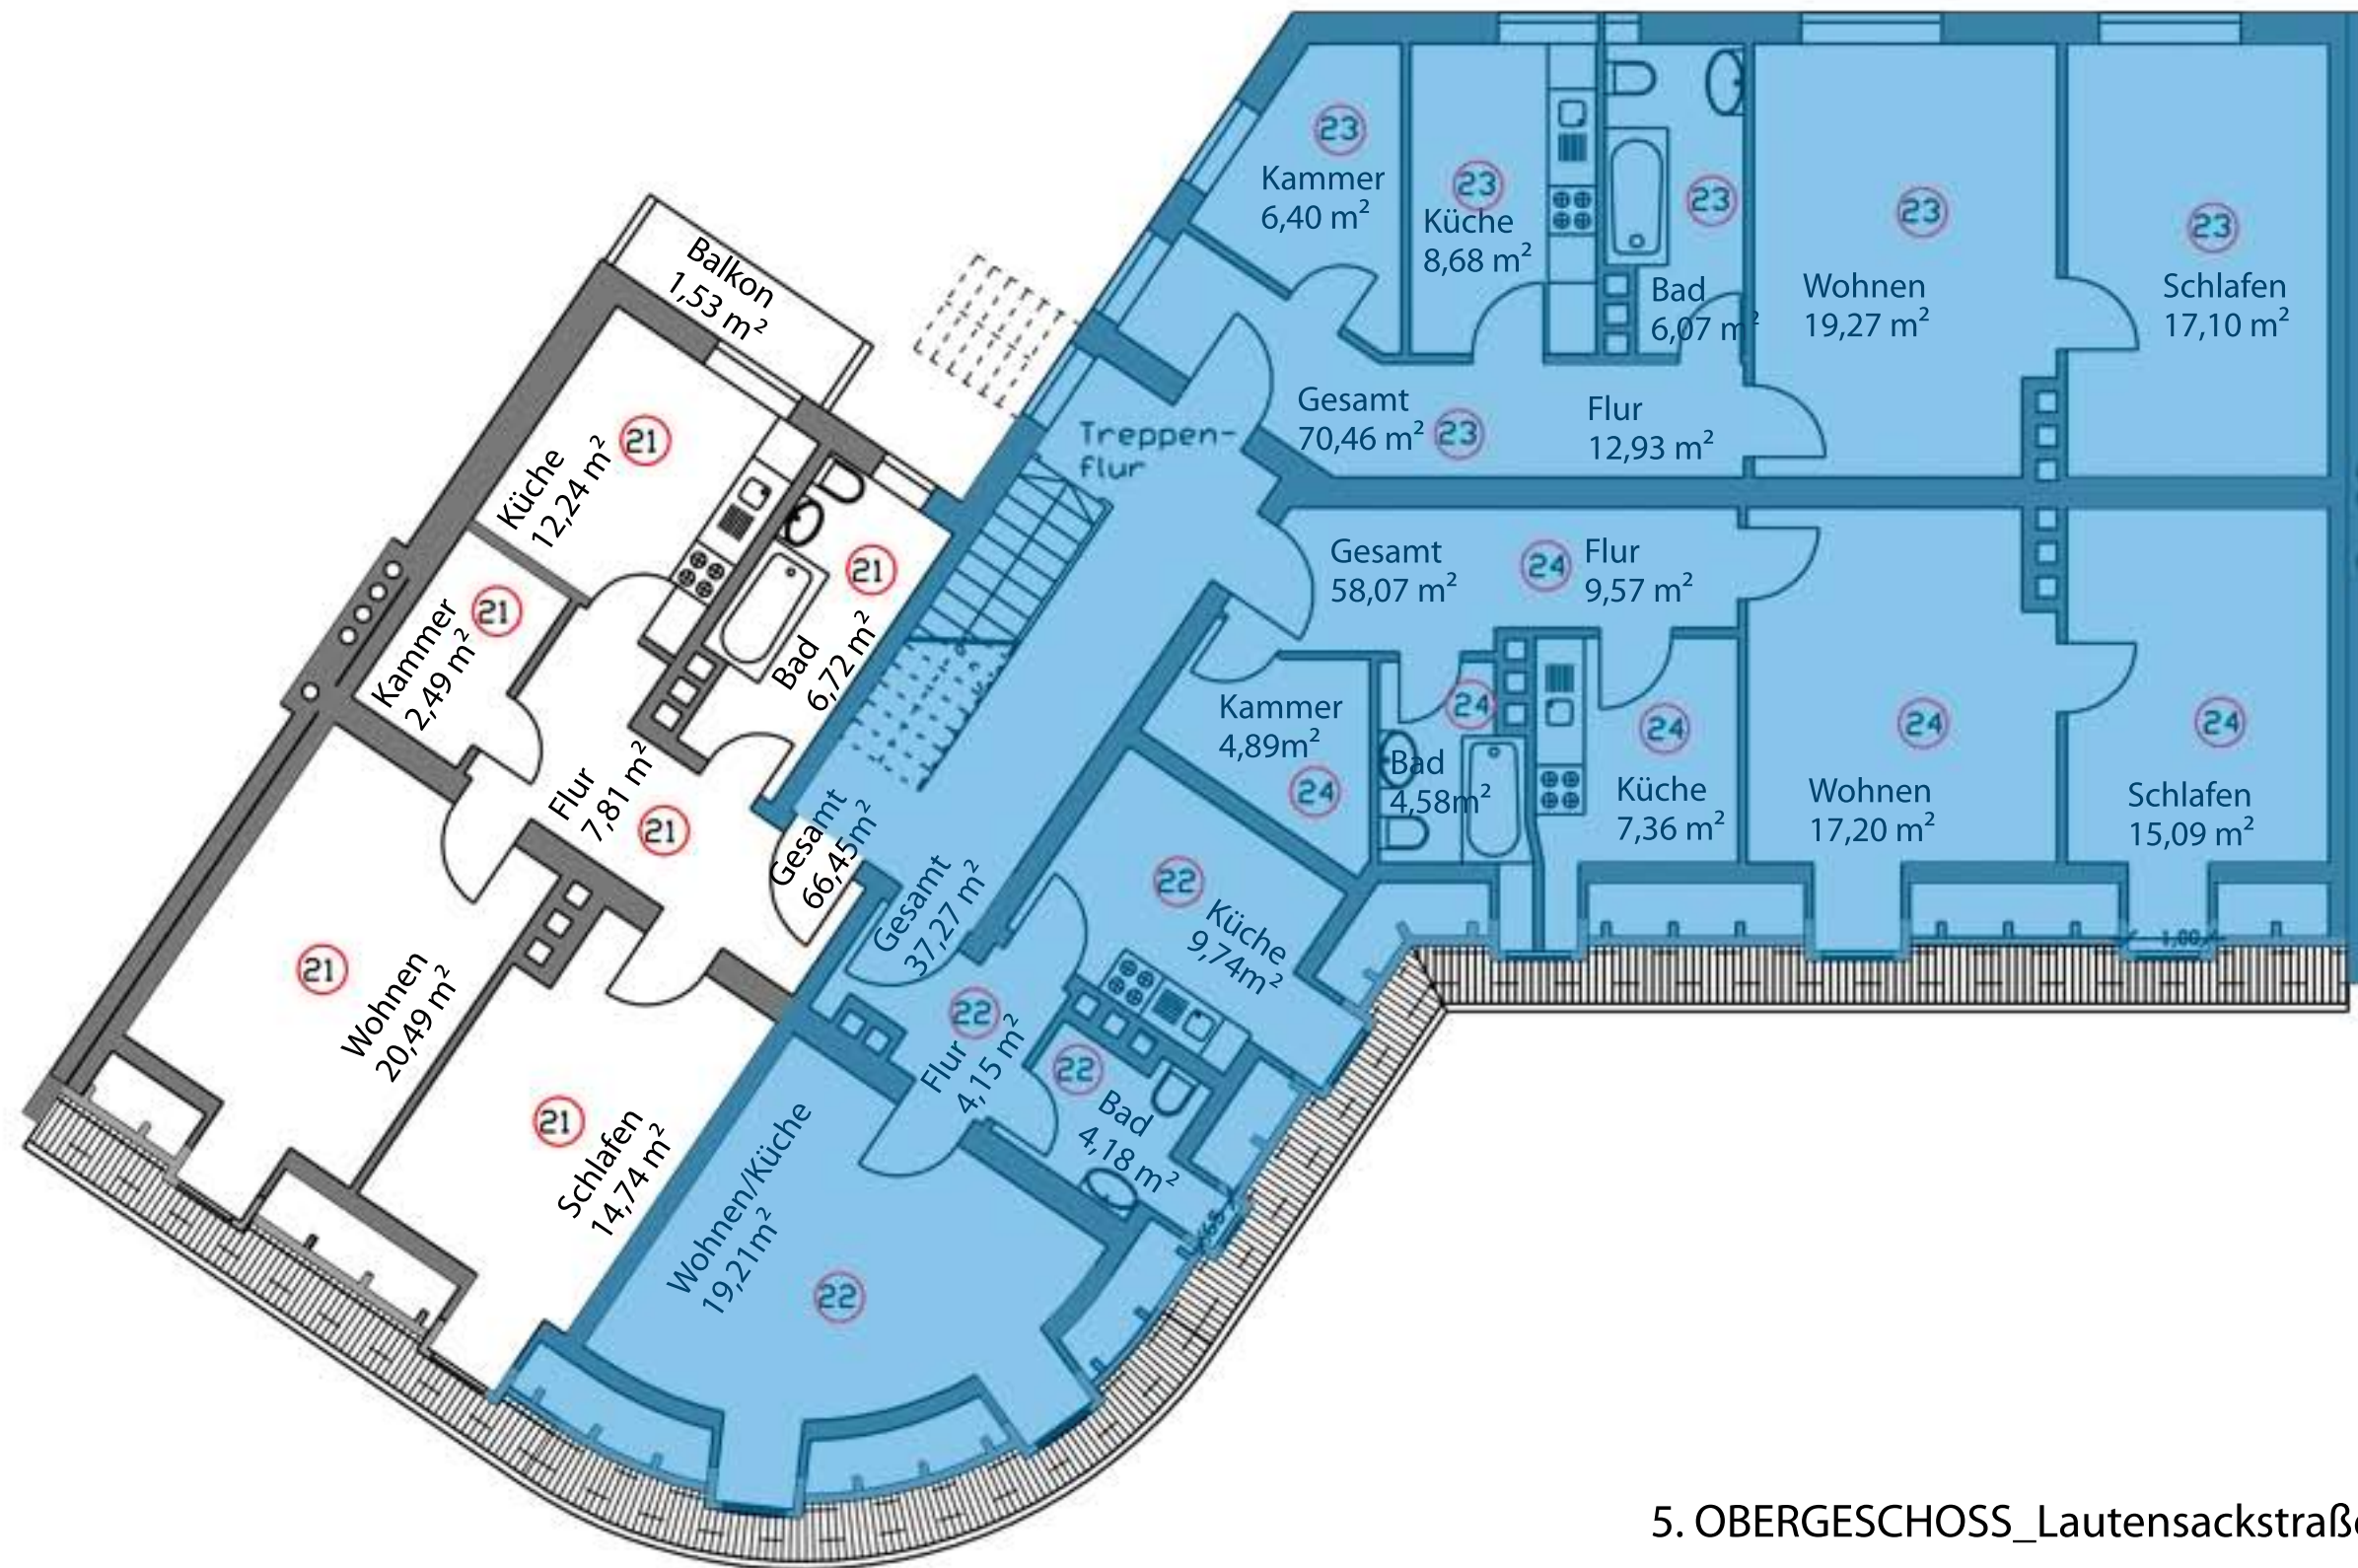 Balkon
1,53 m²
21
Küche
12,24 m²
21
Kammer
2,49 m²
21
Bad
6,72 m²
Flur
7,81 m²
21
Gesamt
66,45m²
21
Wohnen
20,49 m²
21
Schlafen
14,74 m²
Treppen-
flur
23
Kammer
6,40 m²
23
Küche
8,68 m²
23
Bad
6,07 m²
23
Wohnen
19,27 m²
23
Schlafen
17,10 m²
Gesamt
70,46 m²
23
Flur
12,93 m²
Gesamt
58,07 m²
24
Flur
9,57 m²
Kammer
4,89m²
24
24
Bad
4,58m²
24
Küche
7,36 m²
24
Wohnen
17,20 m²
24
Schlafen
15,09 m²
1,00
Gesamt
37,27 m²
22
Küche
9,74m²
22
Flur
4,15 m²
22
Bad
4,18 m²
Wohnen/Küche
19,21m²
22
5. OBERGESCHOSS_Lautensackstraße